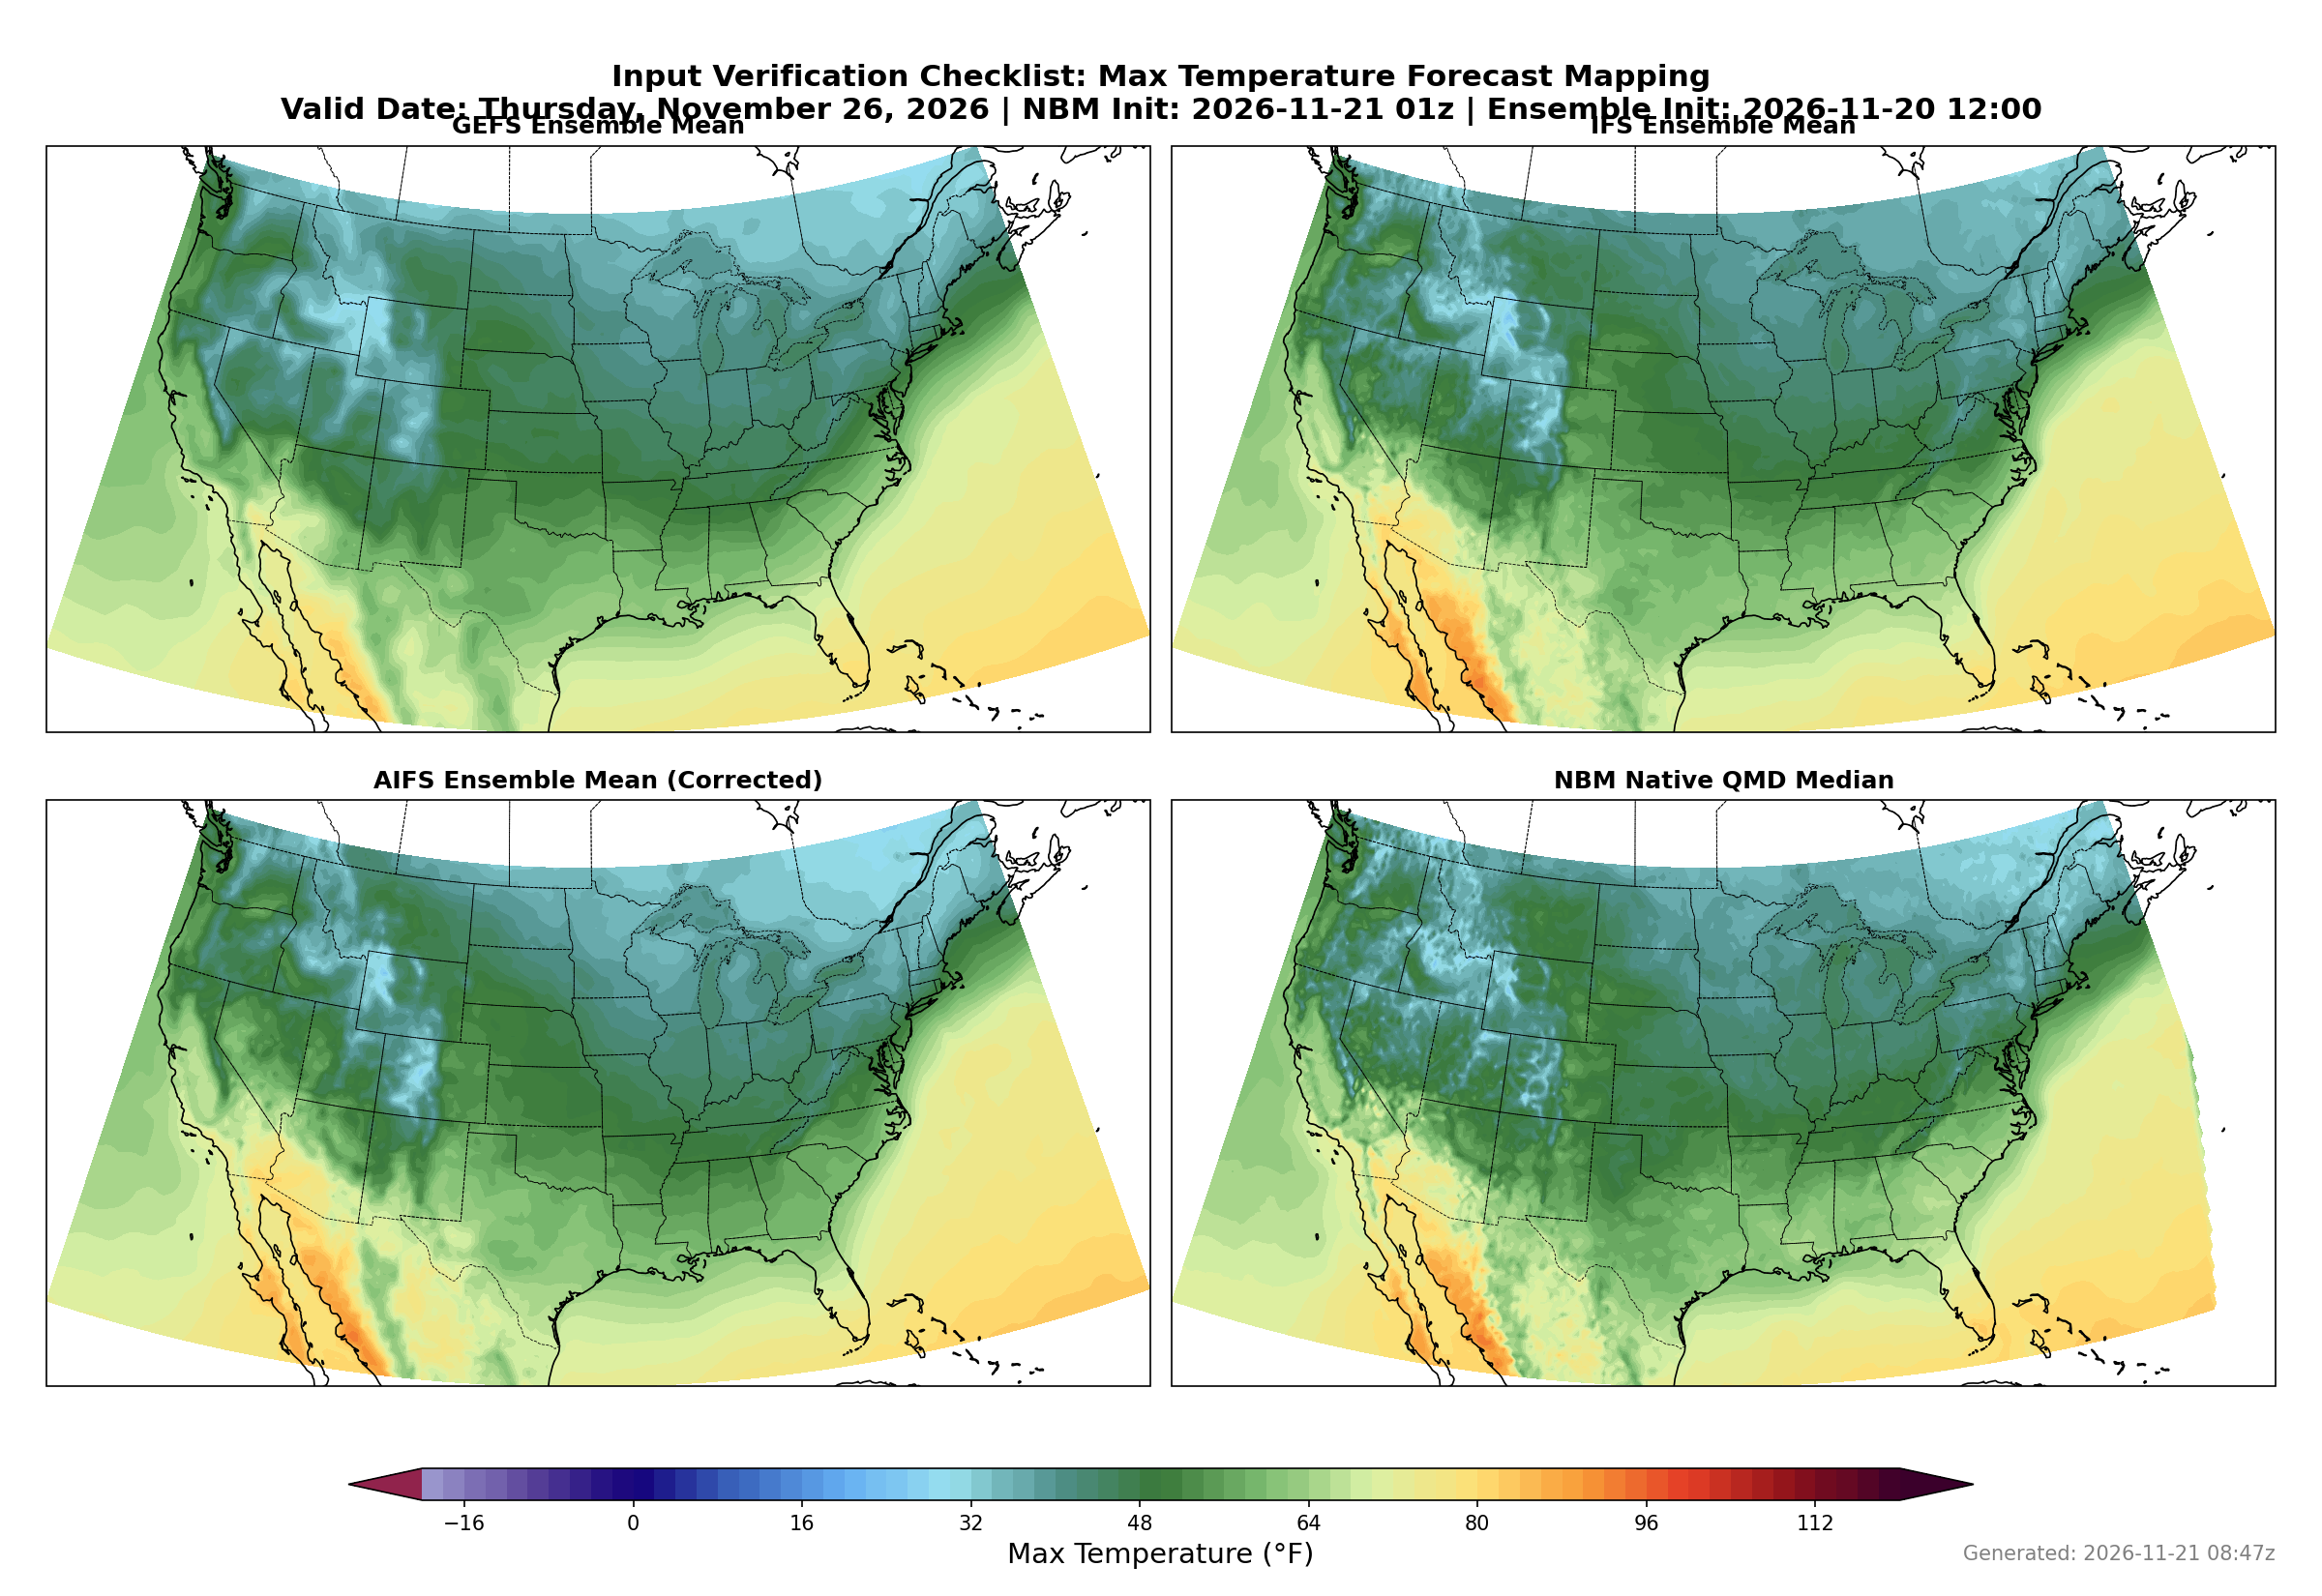 Input Verification Checklist: Max Temperature Forecast Mapping
Valid Date: Thursday, November 26, 2026 | NBM Init: 2026-11-21 01z | Ensemble Init: 2026-11-20 12:00
GEFS Ensemble Mean
IFS Ensemble Mean
AIFS Ensemble Mean (Corrected)
NBM Native QMD Median
−16 0 16 32 48 64 80 96 112
Max Temperature (°F)
Generated: 2026-11-21 08:47z